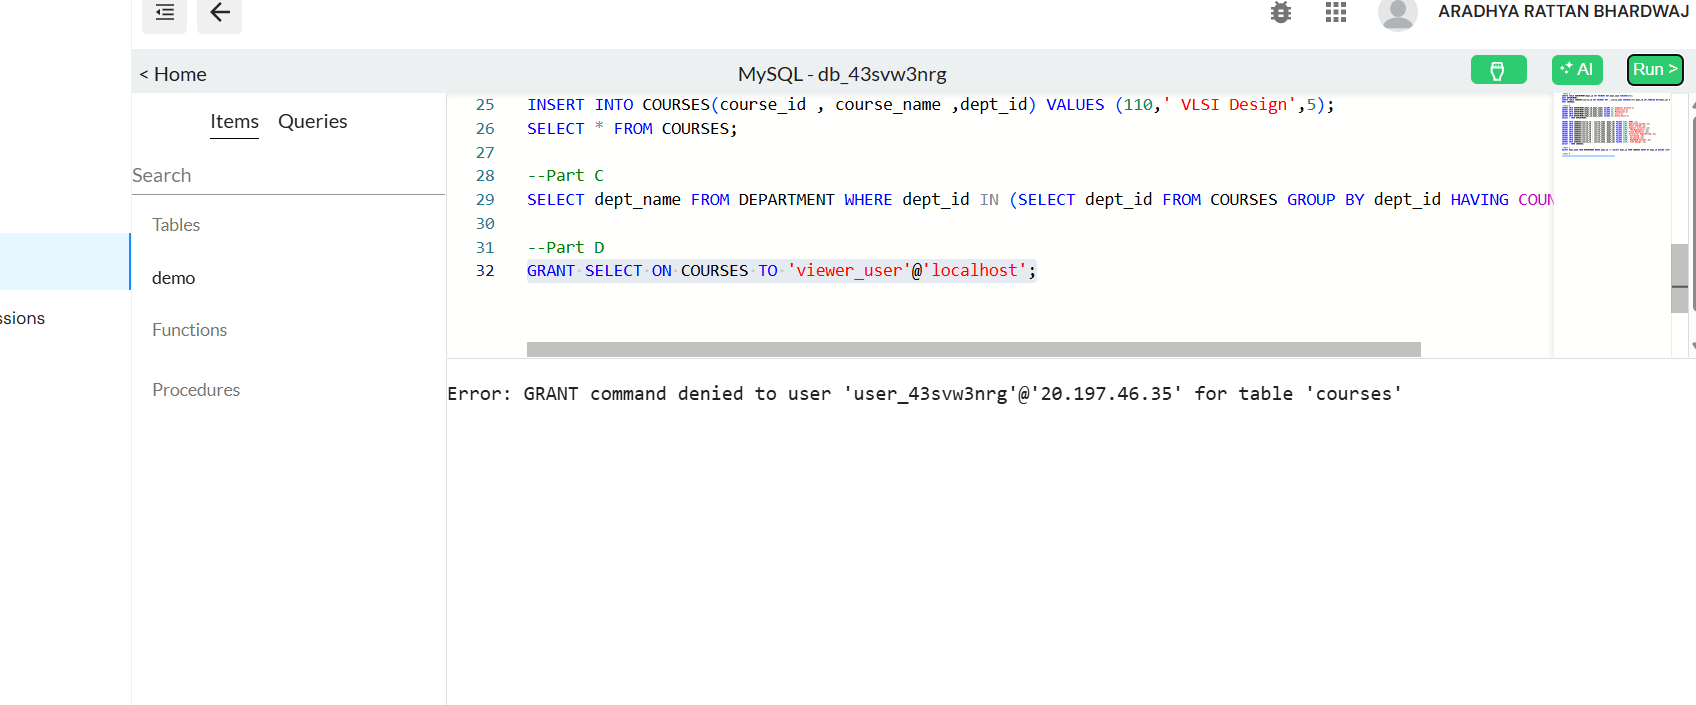 ARADHYA RATTAN BHARDWAJ
< Home
MySQL - db_43svw3nrg
AI
Run >
Items Queries
Search
Tables
demo
Functions
Procedures
ssions
25 INSERT INTO COURSES(course_id , course_name ,dept_id) VALUES (110,' VLSI Design',5);
26 SELECT * FROM COURSES;
27
28 --Part C
29 SELECT dept_name FROM DEPARTMENT WHERE dept_id IN (SELECT dept_id FROM COURSES GROUP BY dept_id HAVING COUN
30
31 --Part D
32 GRANT SELECT ON COURSES TO 'viewer_user'@'localhost';
Error: GRANT command denied to user 'user_43svw3nrg'@'20.197.46.35' for table 'courses'